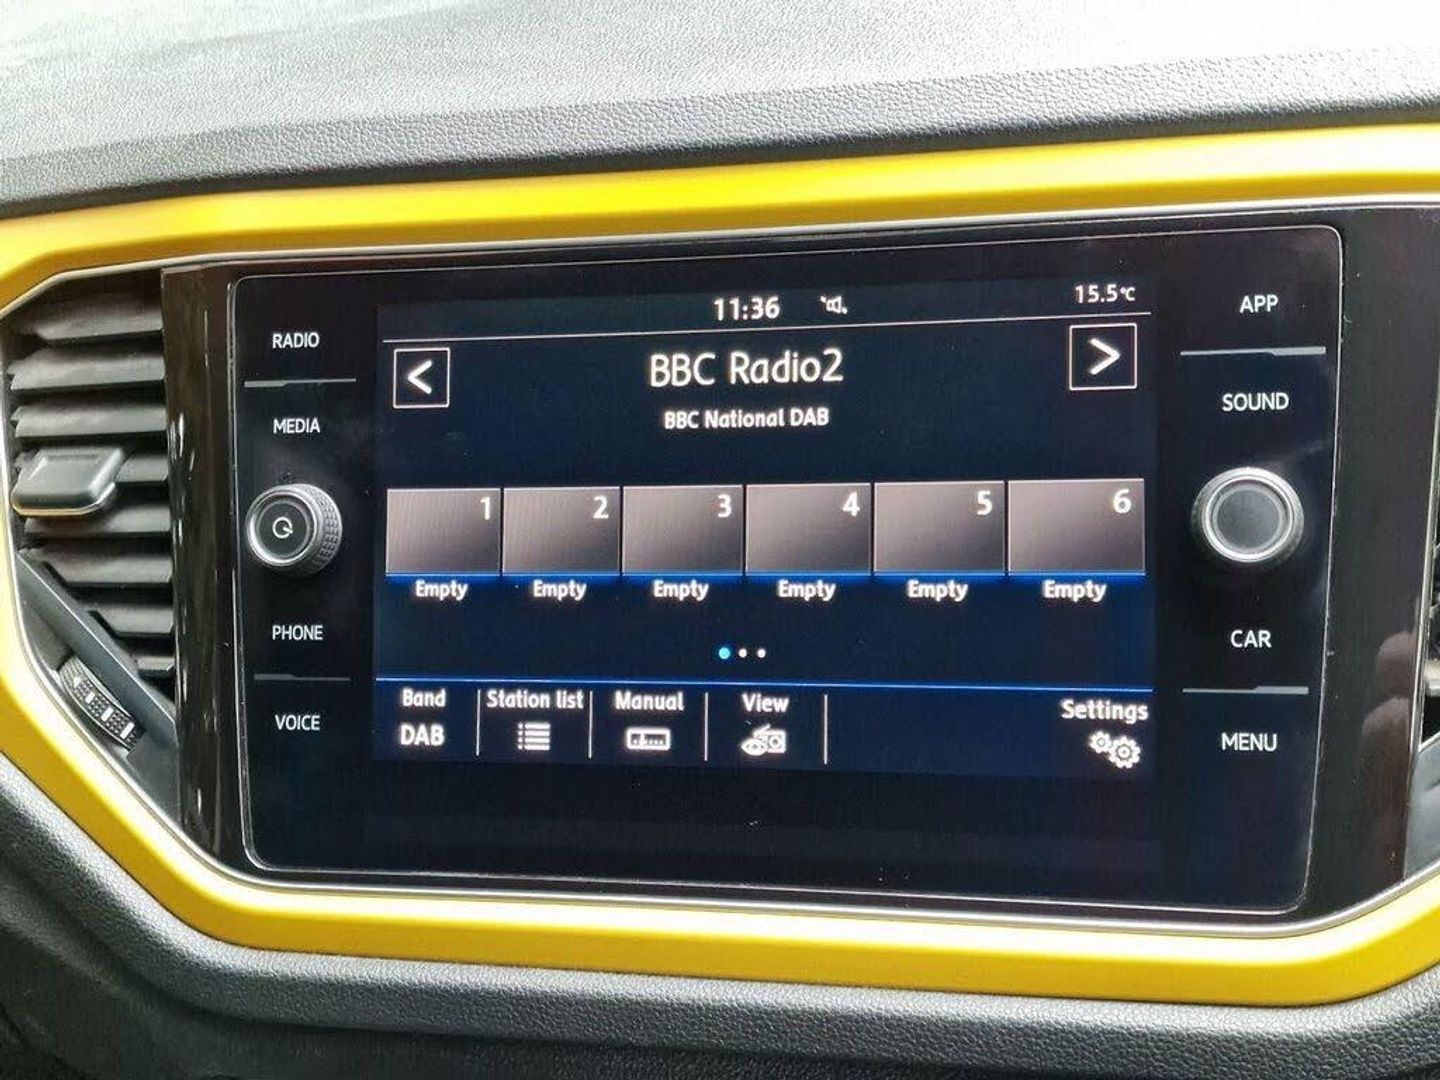 11:36
15.5°C
RADIO
MEDIA
PHONE
VOICE
<
BBC Radio2
>
BBC National DAB
1
2
3
4
5
6
Empty
Empty
Empty
Empty
Empty
Empty
Band
DAB
Station list
Manual
View
Settings
APP
SOUND
CAR
MENU